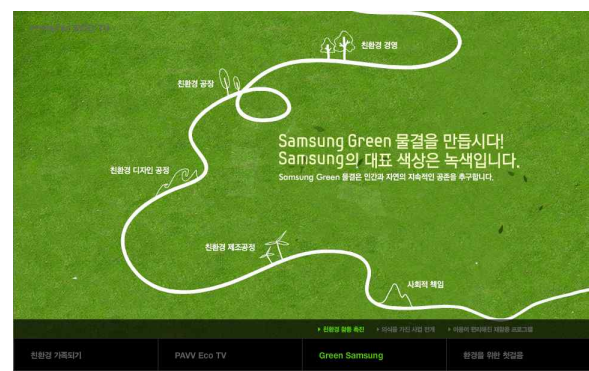 친환경 경영
친환경 공장
Samsung Green 물결을 만듭시다!
Samsung의 대표 색상은 녹색입니다.
Samsung Green 물결은 인간과 자연의 지속적인 공존을 추구합니다.
친환경 디자인 공정
친환경 제조공정
사회적 책임
친환경 활동 촉진
친환경 가족되기
PAVV Eco TV
Green Samsung
환경을 위한 첫걸음